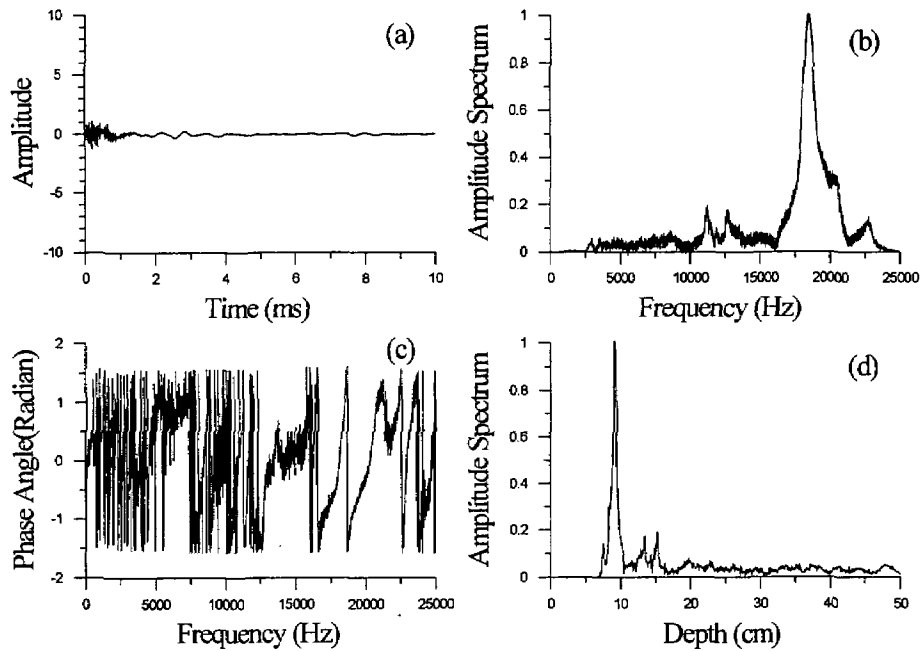 (a)
10
5
0
-5
-10
Amplitude
0 2 4 6 8 10
Time (ms)
(b)
1
0.8
0.6
0.4
0.2
0
Amplitude Spectrum
5000 10000 15000 20000 25000
Frequency (Hz)
(c)
2
1
0
-1
-2
Phase Angle(Radian)
0 5000 10000 15000 20000 25000
Frequency (Hz)
(d)
1
0.8
0.6
0.4
0.2
0
Amplitude Spectrum
0 10 20 30 40 50
Depth (cm)